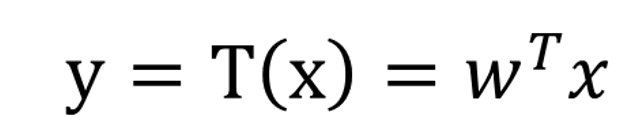 y = T(x) = w^T x